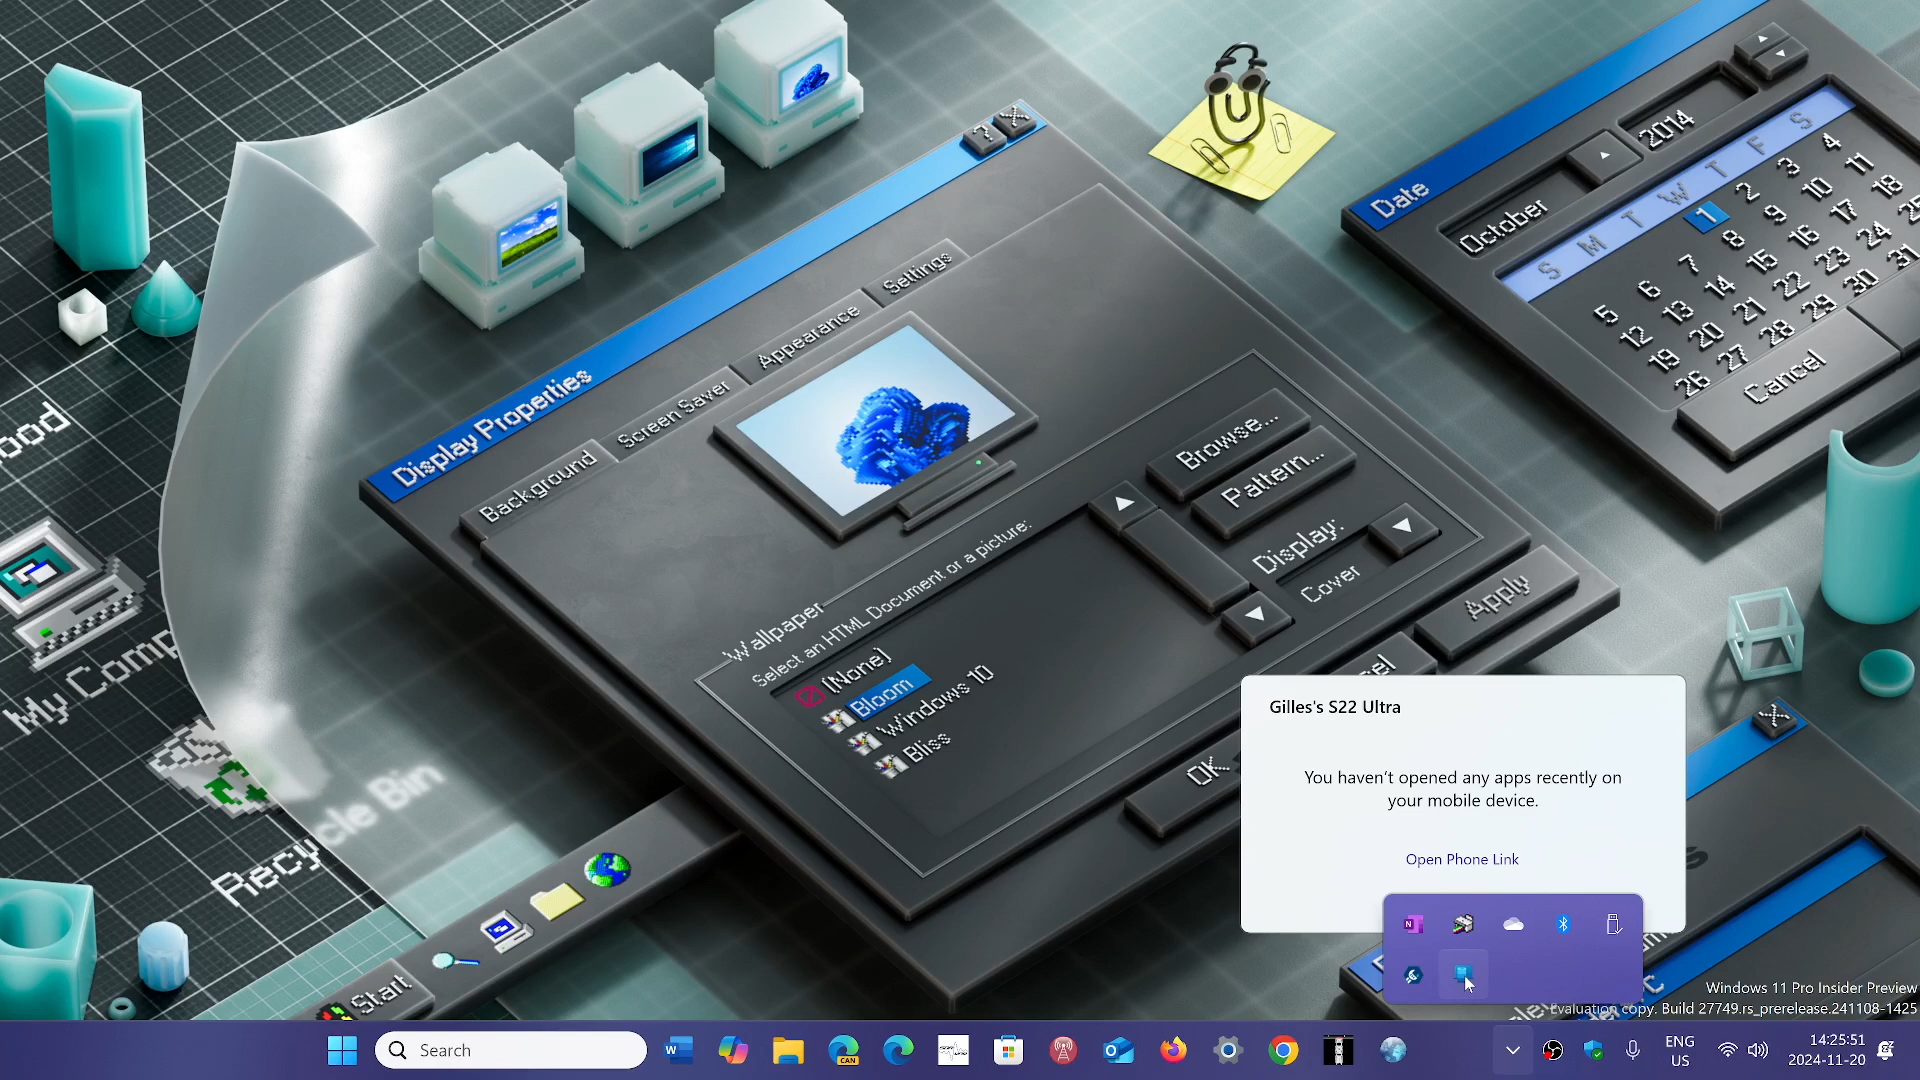 Date
October
2014
S M T W T F S
1 2 3 4
5 6 7 8 9 10 11
12 13 14 15 16 17 18
19 20 21 22 23 24 25
26 27 28 29 30 31
Cancel
?
Display Properties
Background
Screen Saver
Appearance
Settings
Browse...
Pattern...
Display:
Cover
Wallpaper
Select an HTML Document or a picture:
(None)
Bloom
Windows 10
Bliss
Apply
OK
My Comp
Recycle Bin
Start
Gilles's S22 Ultra
You haven't opened any apps recently on
your mobile device.
Open Phone Link
Windows 11 Pro Insider Preview
Evaluation copy. Build 27749.rs_prerelease.241108-1425
Search
CAN
ENG
US
14:25:51
2024-11-20